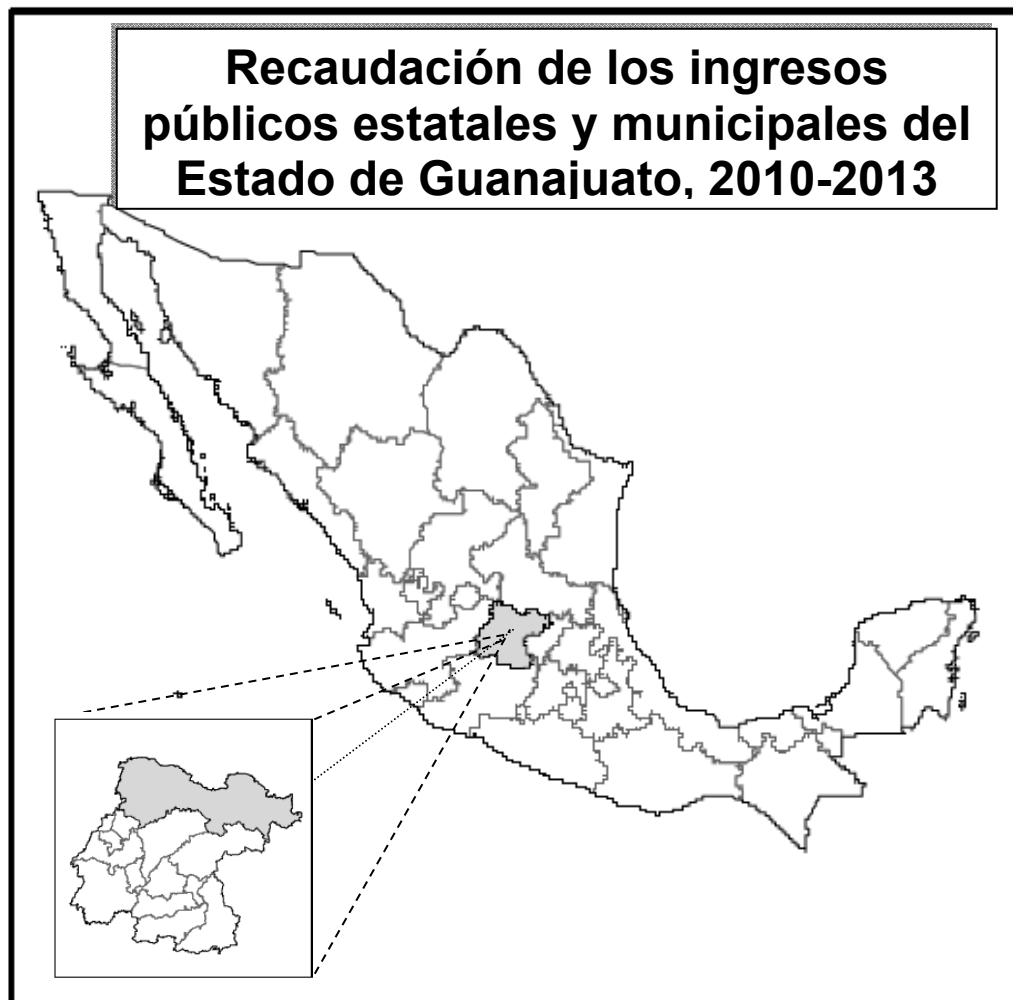 Recaudación de los ingresos
públicos estatales y municipales del
Estado de Guanajuato, 2010-2013